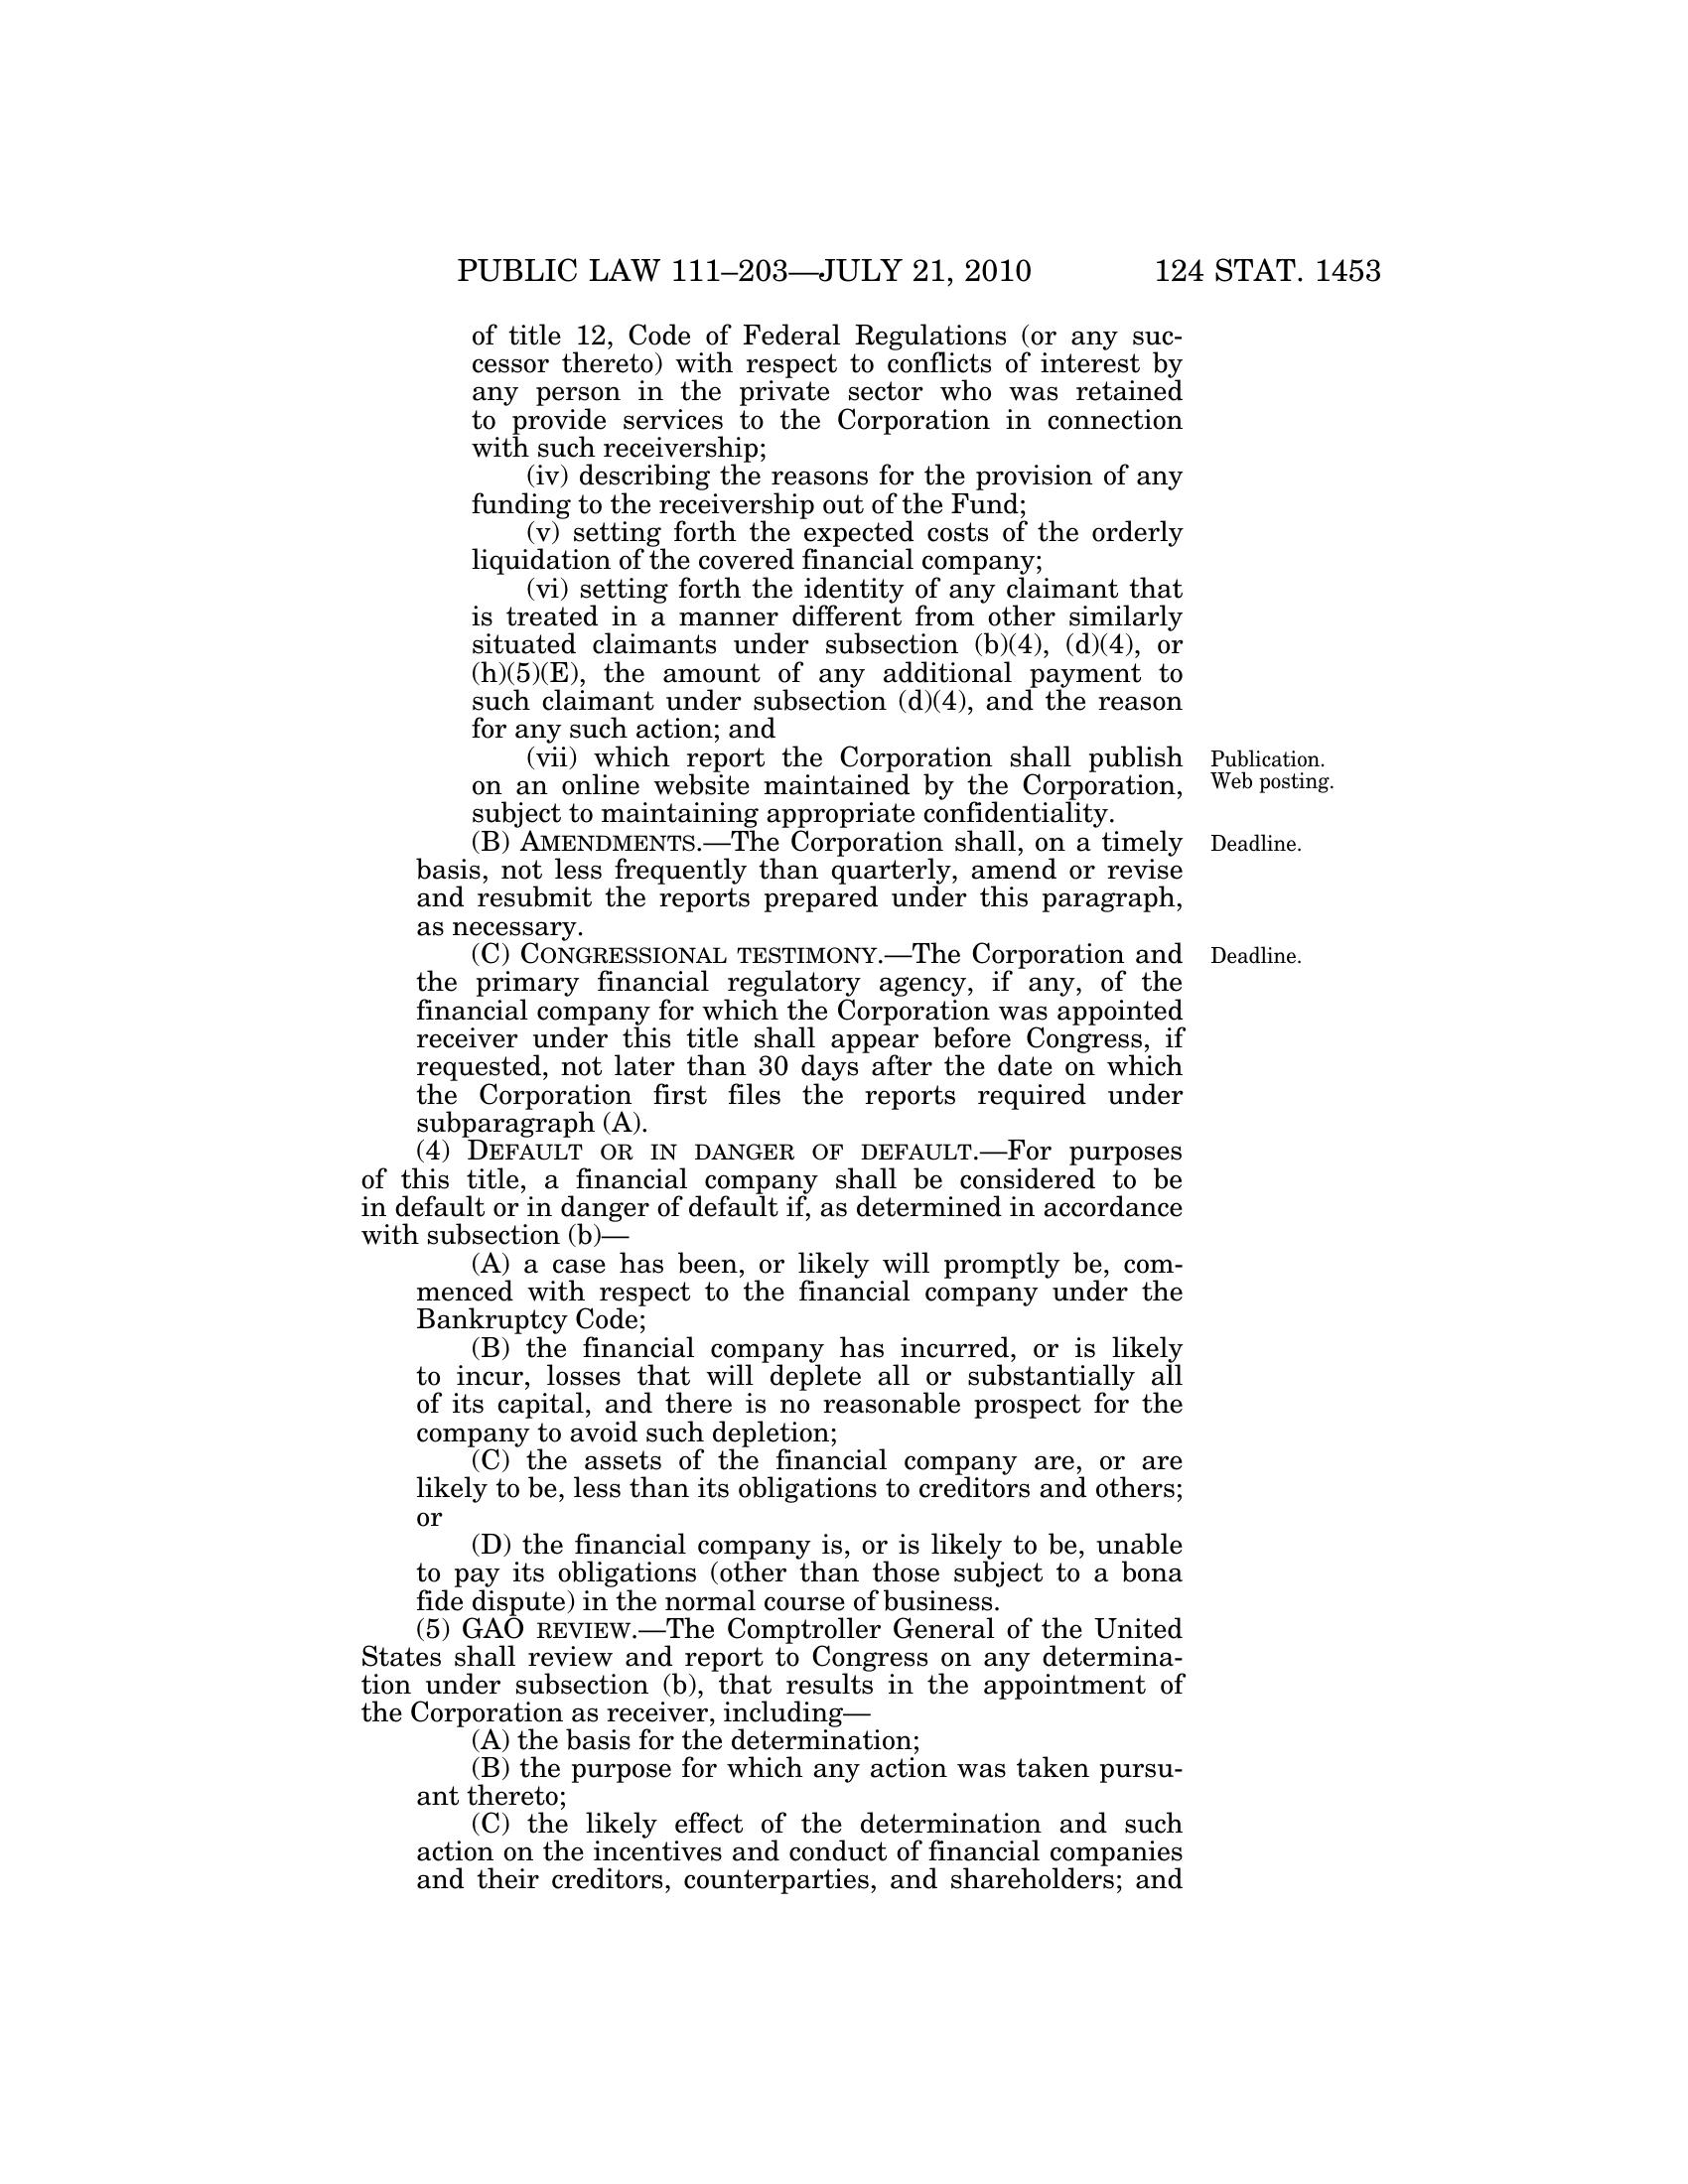 PUBLIC LAW 111–203—JULY 21, 2010 124 STAT. 1453
of title 12, Code of Federal Regulations (or any suc-
cessor thereto) with respect to conflicts of interest by
any person in the private sector who was retained
to provide services to the Corporation in connection
with such receivership;
(iv) describing the reasons for the provision of any
funding to the receivership out of the Fund;
(v) setting forth the expected costs of the orderly
liquidation of the covered financial company;
(vi) setting forth the identity of any claimant that
is treated in a manner different from other similarly
situated claimants under subsection (b)(4), (d)(4), or
(h)(5)(E), the amount of any additional payment to
such claimant under subsection (d)(4), and the reason
for any such action; and
(vii) which report the Corporation shall publish
on an online website maintained by the Corporation,
subject to maintaining appropriate confidentiality.
Publication.
Web posting.
(B) AMENDMENTS.—The Corporation shall, on a timely
basis, not less frequently than quarterly, amend or revise
and resubmit the reports prepared under this paragraph,
as necessary.
Deadline.
(C) CONGRESSIONAL TESTIMONY.—The Corporation and
the primary financial regulatory agency, if any, of the
financial company for which the Corporation was appointed
receiver under this title shall appear before Congress, if
requested, not later than 30 days after the date on which
the Corporation first files the reports required under
subparagraph (A).
Deadline.
(4) DEFAULT OR IN DANGER OF DEFAULT.—For purposes
of this title, a financial company shall be considered to be
in default or in danger of default if, as determined in accordance
with subsection (b)—
(A) a case has been, or likely will promptly be, com-
menced with respect to the financial company under the
Bankruptcy Code;
(B) the financial company has incurred, or is likely
to incur, losses that will deplete all or substantially all
of its capital, and there is no reasonable prospect for the
company to avoid such depletion;
(C) the assets of the financial company are, or are
likely to be, less than its obligations to creditors and others;
or
(D) the financial company is, or is likely to be, unable
to pay its obligations (other than those subject to a bona
fide dispute) in the normal course of business.
(5) GAO REVIEW.—The Comptroller General of the United
States shall review and report to Congress on any determina-
tion under subsection (b), that results in the appointment of
the Corporation as receiver, including—
(A) the basis for the determination;
(B) the purpose for which any action was taken pursu-
ant thereto;
(C) the likely effect of the determination and such
action on the incentives and conduct of financial companies
and their creditors, counterparties, and shareholders; and